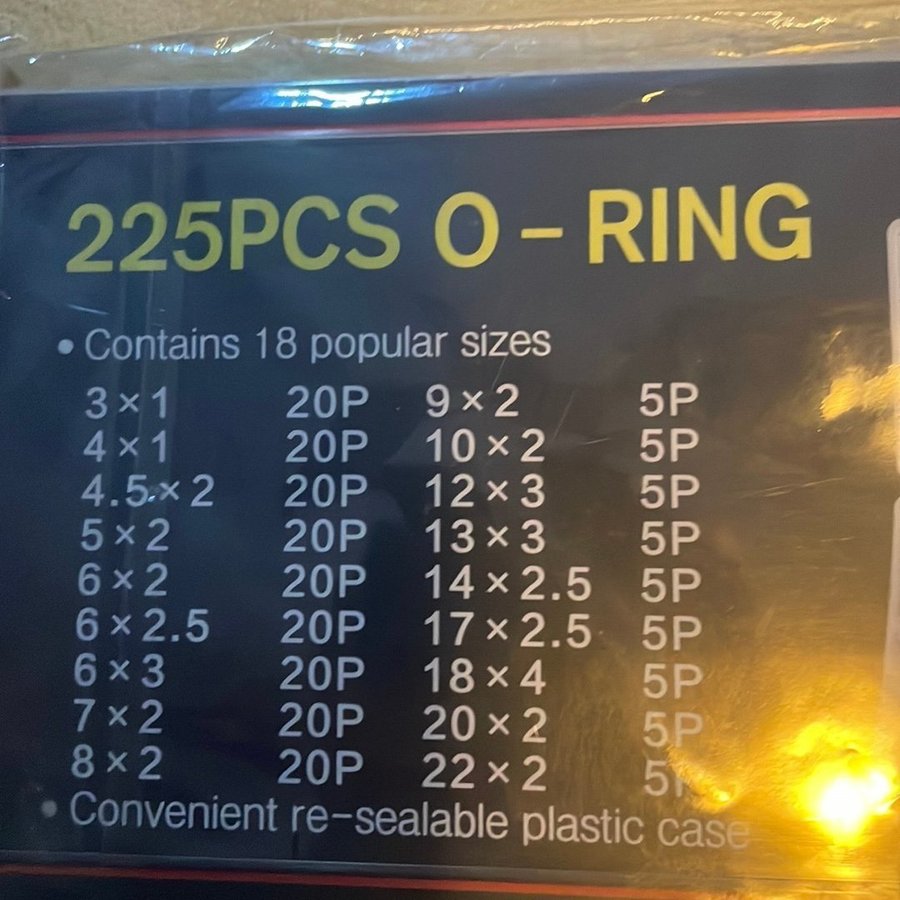 225PCS O-RING
• Contains 18 popular sizes
3×1 20P 9×2 5P
4×1 20P 10×2 5P
4.5×2 20P 12×3 5P
5×2 20P 13×3 5P
6×2 20P 14×2.5 5P
6×2.5 20P 17×2.5 5P
6×3 20P 18×4 5P
7×2 20P 20×2 5P
8×2 20P 22×2 5P
• Convenient re-sealable plastic case